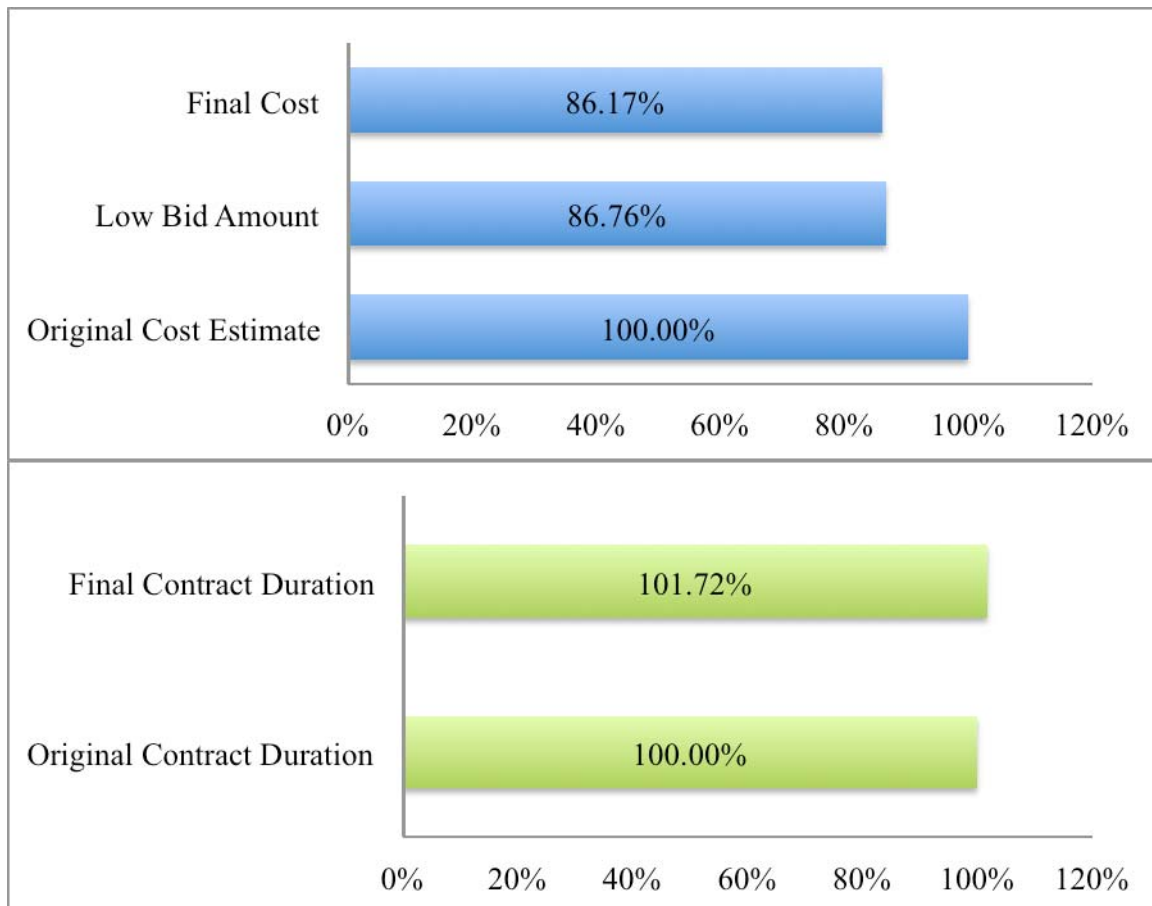 Final Cost 86.17%
Low Bid Amount 86.76%
Original Cost Estimate 100.00%
0% 20% 40% 60% 80% 100% 120%
Final Contract Duration 101.72%
Original Contract Duration 100.00%
0% 20% 40% 60% 80% 100% 120%